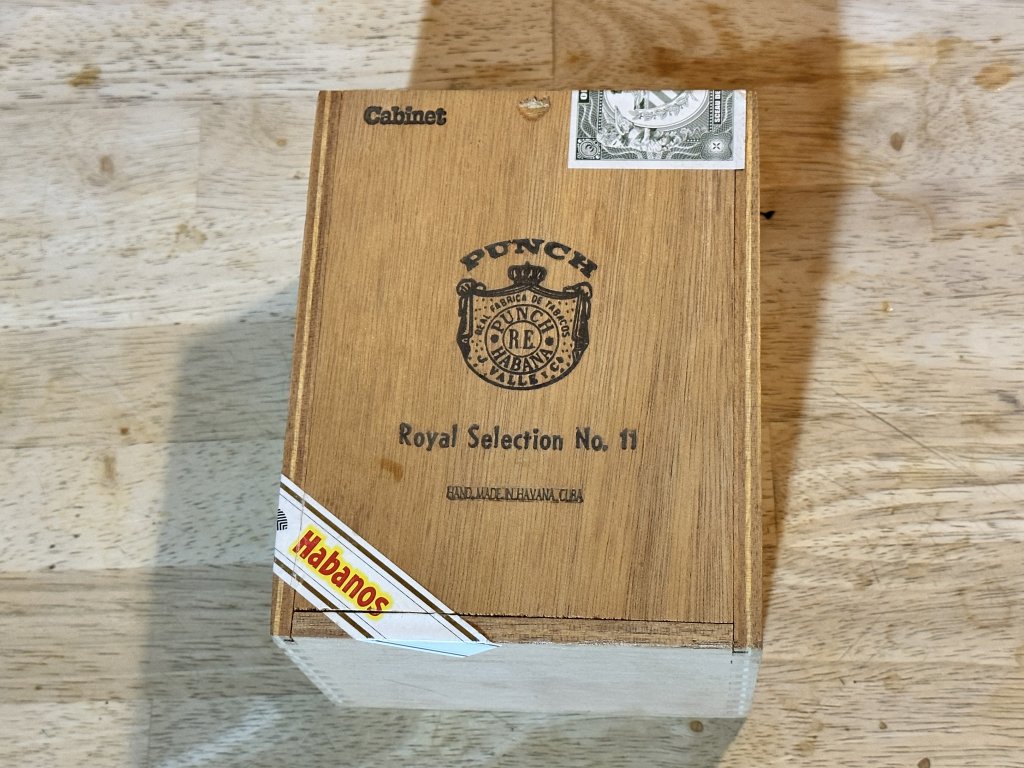 Cabinet
PUNCH
REAL FABRICA DE TABACOS
PUNCH
R.E.
HABANA
J. VALLE Y Cª
Royal Selection No. 11
HAND MADE IN HAVANA, CUBA
Habanos